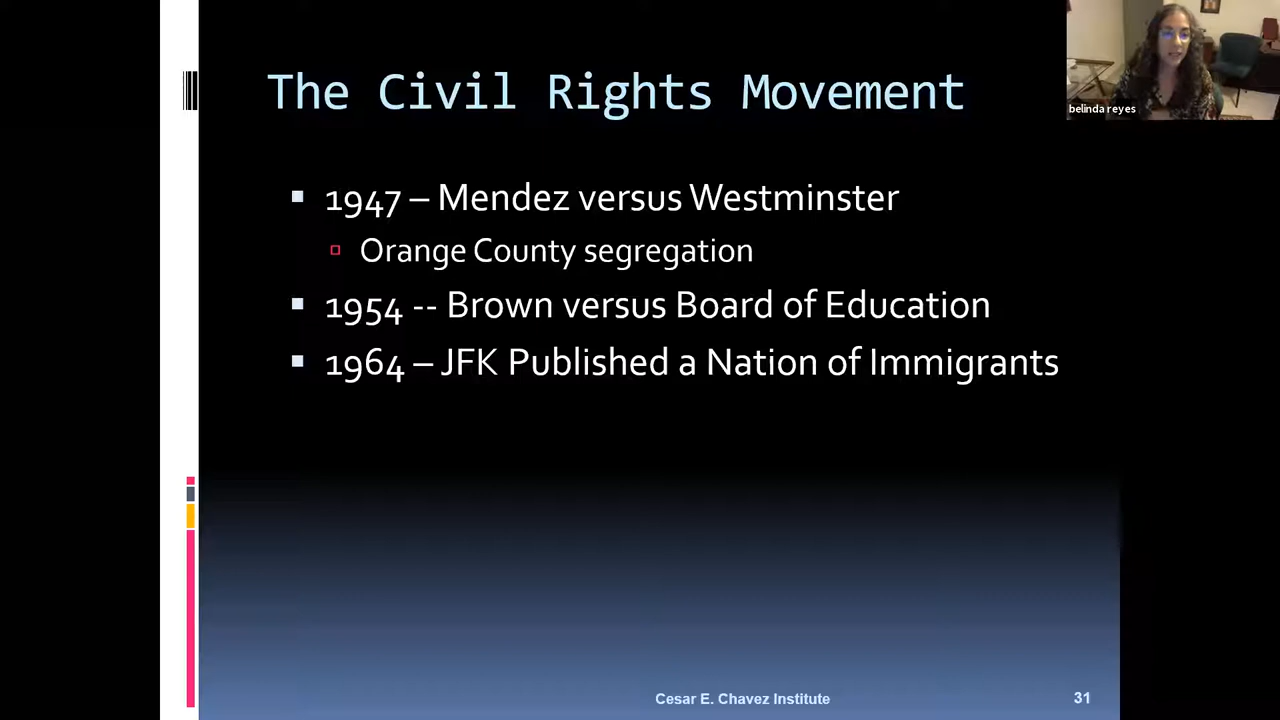 The Civil Rights Movement
belinda reyes
1947 – Mendez versus Westminster
Orange County segregation
1954 -- Brown versus Board of Education
1964 – JFK Published a Nation of Immigrants
Cesar E. Chavez Institute
31